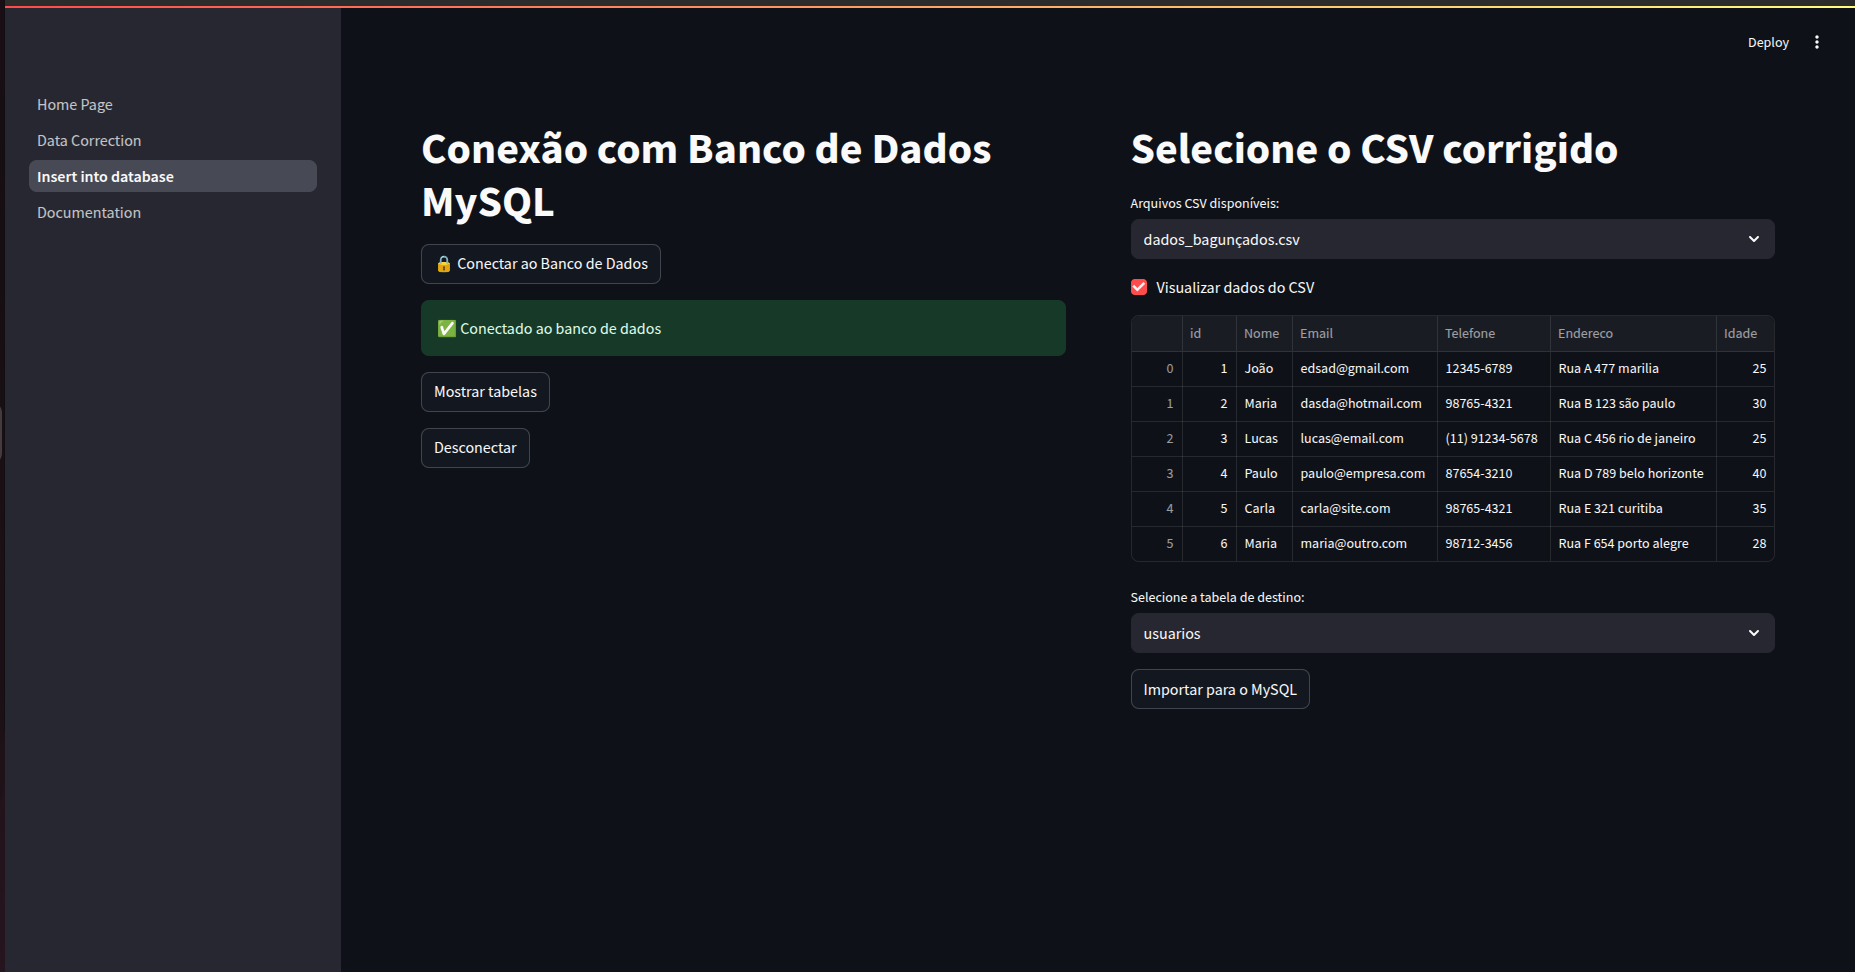 Deploy
Home Page
Data Correction
Insert into database
Documentation
Conexão com Banco de Dados
MySQL
🔒 Conectar ao Banco de Dados
✅ Conectado ao banco de dados
Mostrar tabelas
Desconectar
Selecione o CSV corrigido
Arquivos CSV disponíveis:
dados_bagunçados.csv
Visualizar dados do CSV
id Nome Email Telefone Endereco Idade
0 1 João edsad@gmail.com 12345-6789 Rua A 477 marilia 25
1 2 Maria dasda@hotmail.com 98765-4321 Rua B 123 são paulo 30
2 3 Lucas lucas@email.com (11) 91234-5678 Rua C 456 rio de janeiro 25
3 4 Paulo paulo@empresa.com 87654-3210 Rua D 789 belo horizonte 40
4 5 Carla carla@site.com 98765-4321 Rua E 321 curitiba 35
5 6 Maria maria@outro.com 98712-3456 Rua F 654 porto alegre 28
Selecione a tabela de destino:
usuarios
Importar para o MySQL